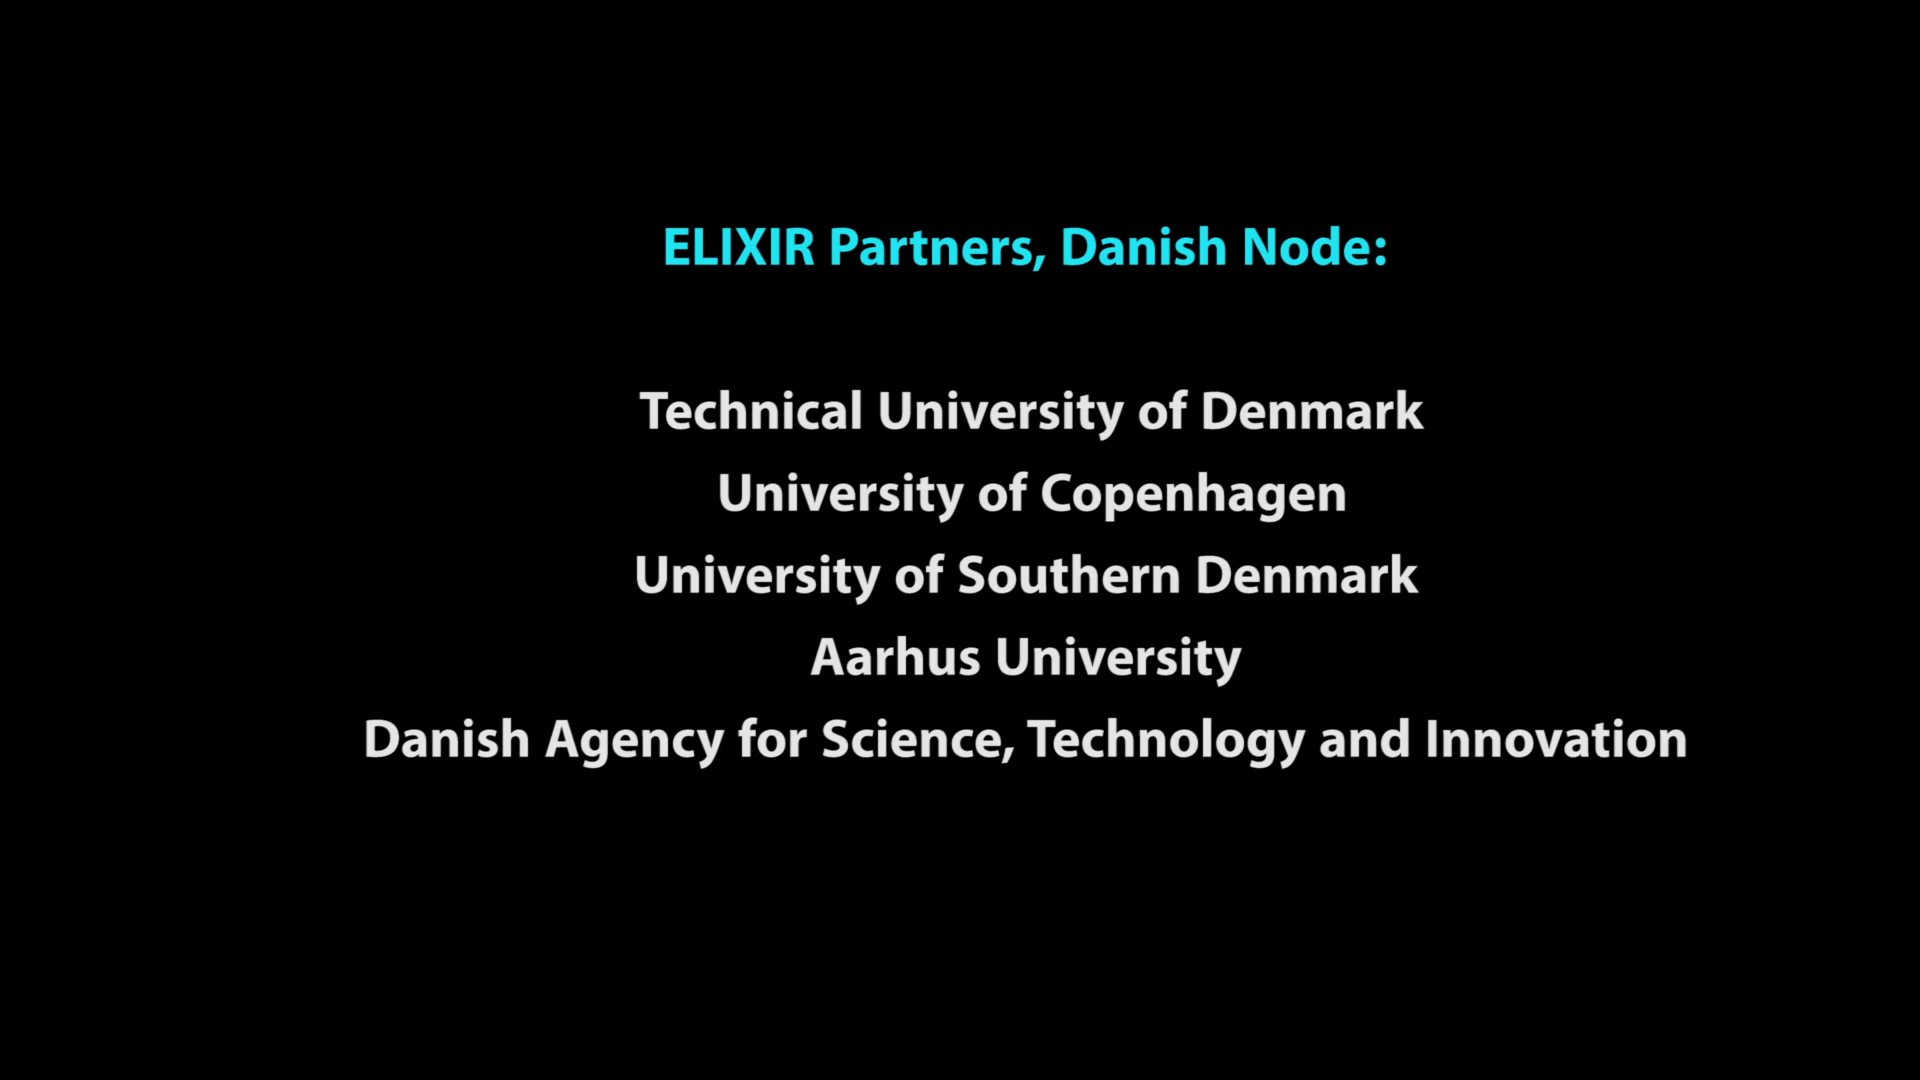 ELIXIR Partners, Danish Node:
Technical University of Denmark
University of Copenhagen
University of Southern Denmark
Aarhus University
Danish Agency for Science, Technology and Innovation